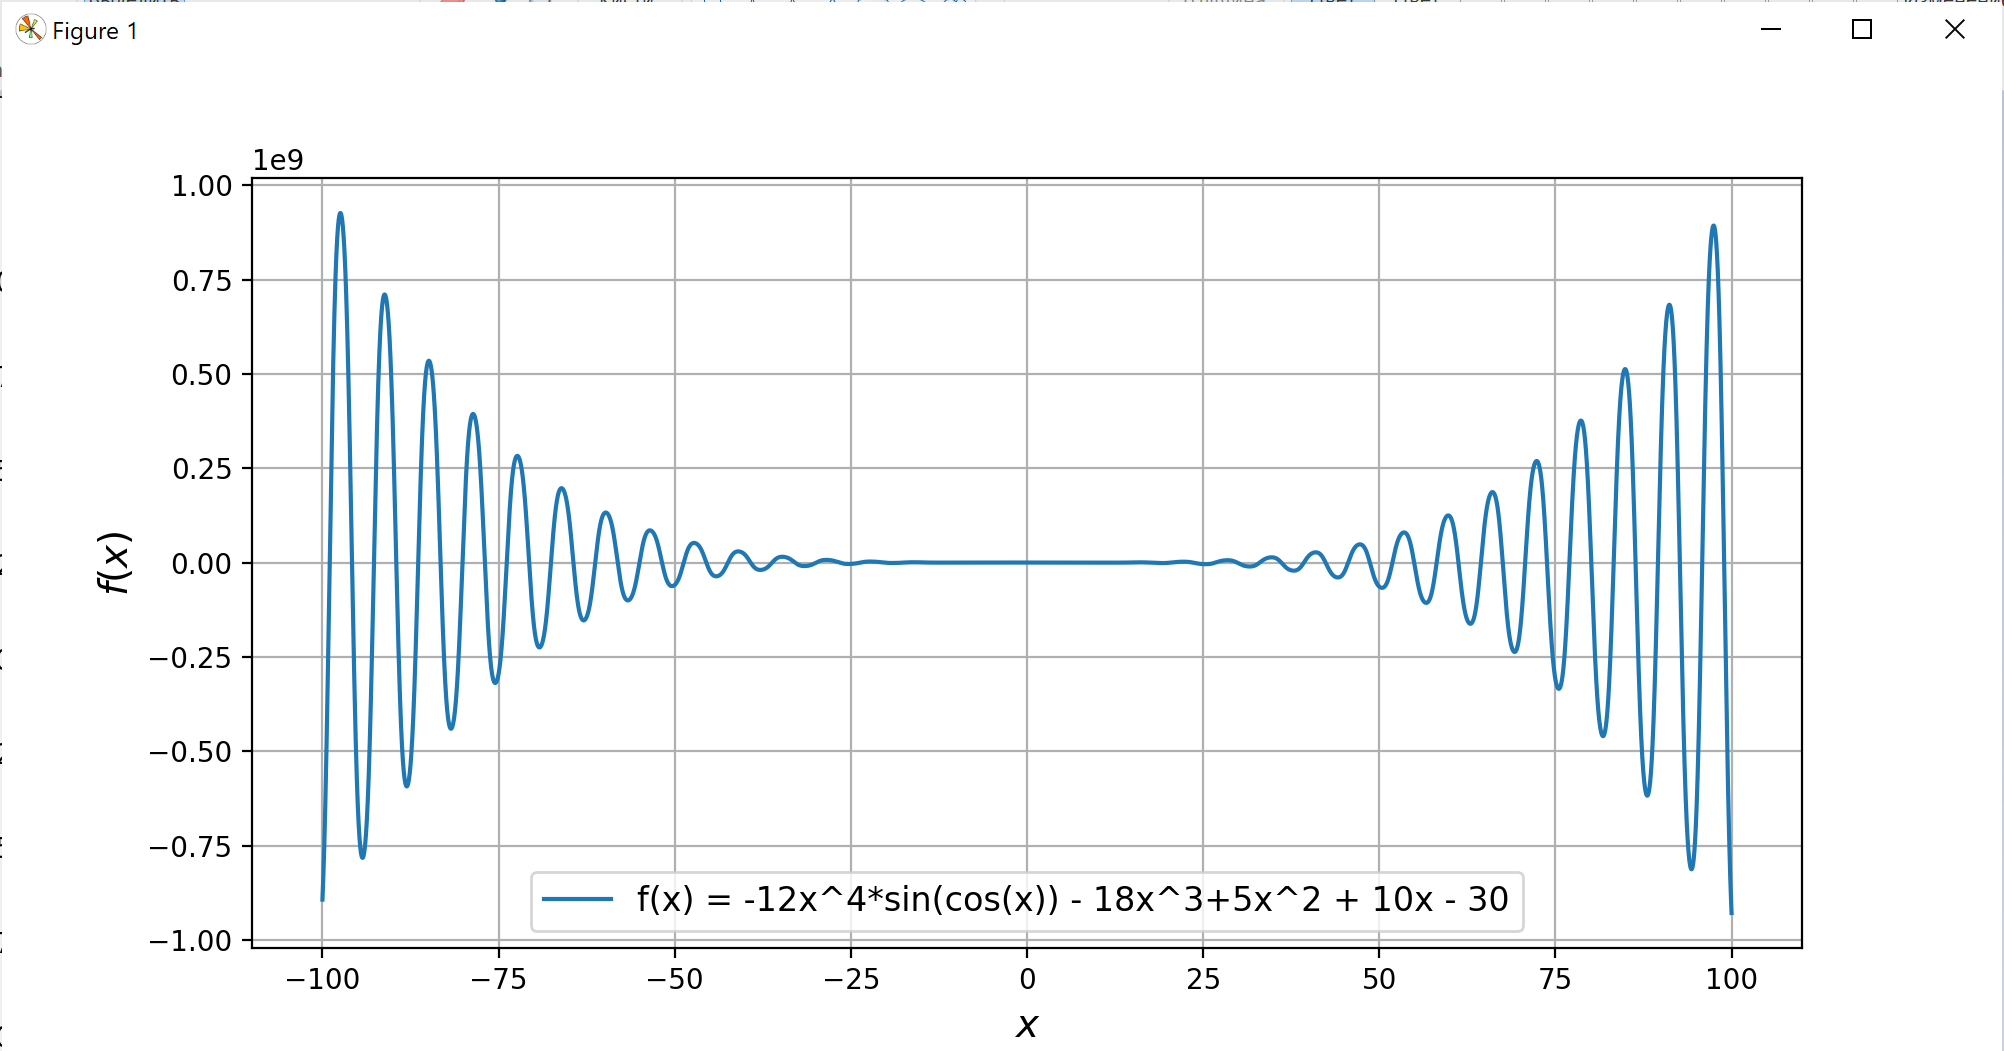 Figure 1
1e9
1.00
0.75
0.50
0.25
0.00
−0.25
−0.50
−0.75
−1.00
f(x)
f(x) = -12x^4*sin(cos(x)) - 18x^3+5x^2 + 10x - 30
−100 −75 −50 −25 0 25 50 75 100
x